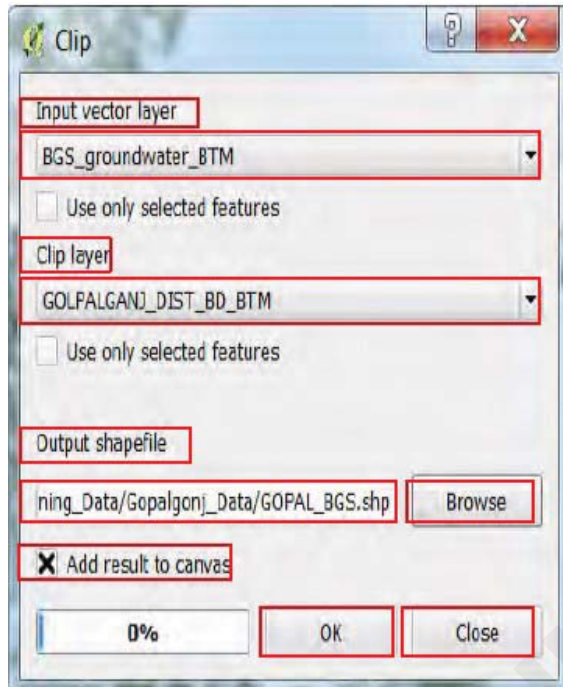 Clip
Input vector layer
BGS_groundwater_BTM
Use only selected features
Clip layer
GOLPALGANJ_DIST_BD_BTM
Use only selected features
Output shapefile
ning_Data/Gopalgonj_Data/GOPAL_BGS.shp Browse
Add result to canvas
0% OK Close